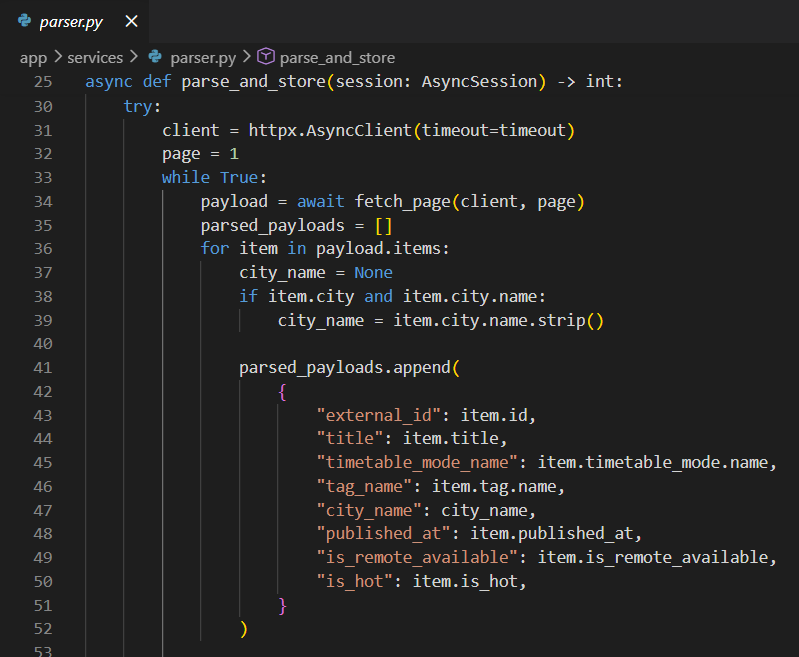 parser.py ×
app > services > parser.py > parse_and_store
25 async def parse_and_store(session: AsyncSession) -> int:
30 try:
31 client = httpx.AsyncClient(timeout=timeout)
32 page = 1
33 while True:
34 payload = await fetch_page(client, page)
35 parsed_payloads = []
36 for item in payload.items:
37 city_name = None
38 if item.city and item.city.name:
39 city_name = item.city.name.strip()
40
41 parsed_payloads.append(
42 {
43 "external_id": item.id,
44 "title": item.title,
45 "timetable_mode_name": item.timetable_mode.name,
46 "tag_name": item.tag.name,
47 "city_name": city_name,
48 "published_at": item.published_at,
49 "is_remote_available": item.is_remote_available,
50 "is_hot": item.is_hot,
51 }
52 )
53